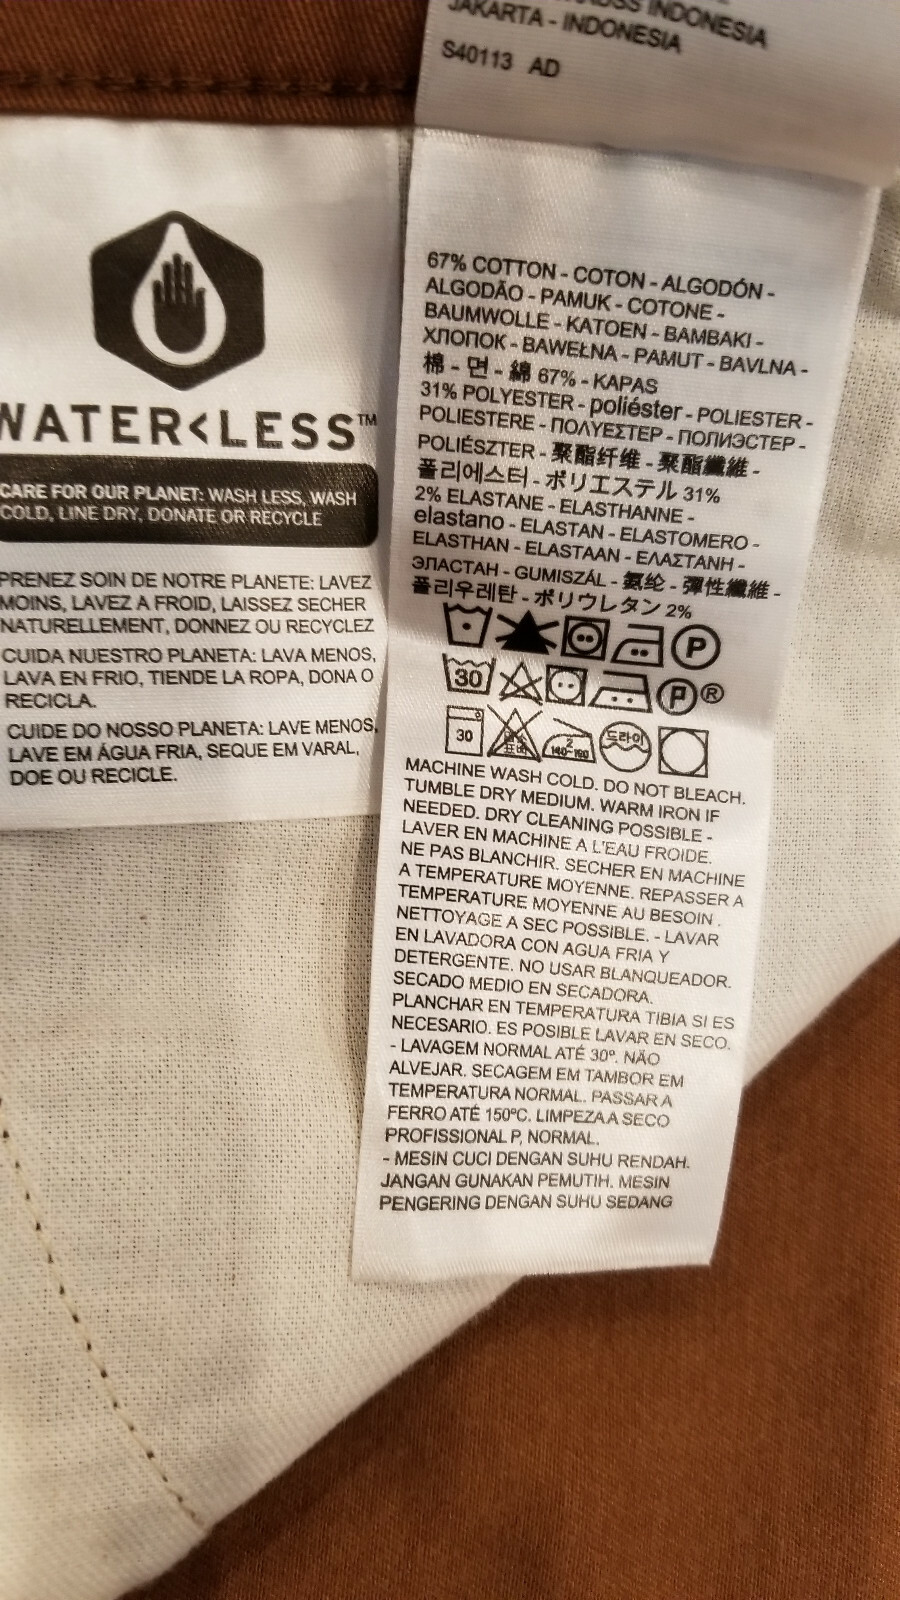 INDONESIA
JAKARTA - INDONESIA
S40113 AD
WATER<LESS™
CARE FOR OUR PLANET: WASH LESS, WASH
COLD, LINE DRY, DONATE OR RECYCLE
PRENEZ SOIN DE NOTRE PLANETE: LAVEZ
MOINS, LAVEZ A FROID, LAISSEZ SECHER
NATURELLEMENT, DONNEZ OU RECYCLEZ
CUIDA NUESTRO PLANETA: LAVA MENOS,
LAVA EN FRIO, TIENDE LA ROPA, DONA O
RECICLA.
CUIDE DO NOSSO PLANETA: LAVE MENOS,
LAVE EM ÁGUA FRIA, SEQUE EM VARAL,
DOE OU RECICLE.
67% COTTON - COTON - ALGODÓN -
ALGODÃO - PAMUK - COTONE -
BAUMWOLLE - KATOEN - BAMBAKI -
ХЛОПОК - BAWEŁNA - PAMUT - BAVLNA -
棉 - 면 - 綿 67% - KAPAS
31% POLYESTER - poliéster - POLIESTER -
POLIESTERE - ΠΟΛΥΕΣΤΕΡ - ПОЛИЭСТЕР -
POLIÉSZTER - 聚酯纤维 - 聚酯纖維 -
폴리에스터 - ポリエステル 31%
2% ELASTANE - ELASTHANNE -
elastano - ELASTAN - ELASTOMERO -
ELASTHAN - ELASTAAN - ΕΛΑΣΤΑΝΗ -
ЭЛАСТАН - GUMISZÁL - 氨纶 - 彈性纖維 -
폴리우레탄 - ポリウレタン 2%
P
30 P ®
30 염소 표백 2 140~160 드라이
MACHINE WASH COLD. DO NOT BLEACH.
TUMBLE DRY MEDIUM. WARM IRON IF
NEEDED. DRY CLEANING POSSIBLE -
LAVER EN MACHINE A L'EAU FROIDE.
NE PAS BLANCHIR. SECHER EN MACHINE
A TEMPERATURE MOYENNE. REPASSER A
TEMPERATURE MOYENNE AU BESOIN .
NETTOYAGE A SEC POSSIBLE. - LAVAR
EN LAVADORA CON AGUA FRIA Y
DETERGENTE. NO USAR BLANQUEADOR.
SECADO MEDIO EN SECADORA.
PLANCHAR EN TEMPERATURA TIBIA SI ES
NECESARIO. ES POSIBLE LAVAR EN SECO.
- LAVAGEM NORMAL ATÉ 30º. NÃO
ALVEJAR. SECAGEM EM TAMBOR EM
TEMPERATURA NORMAL. PASSAR A
FERRO ATÉ 150ºC. LIMPEZA A SECO
PROFISSIONAL P, NORMAL.
- MESIN CUCI DENGAN SUHU RENDAH.
JANGAN GUNAKAN PEMUTIH. MESIN
PENGERING DENGAN SUHU SEDANG